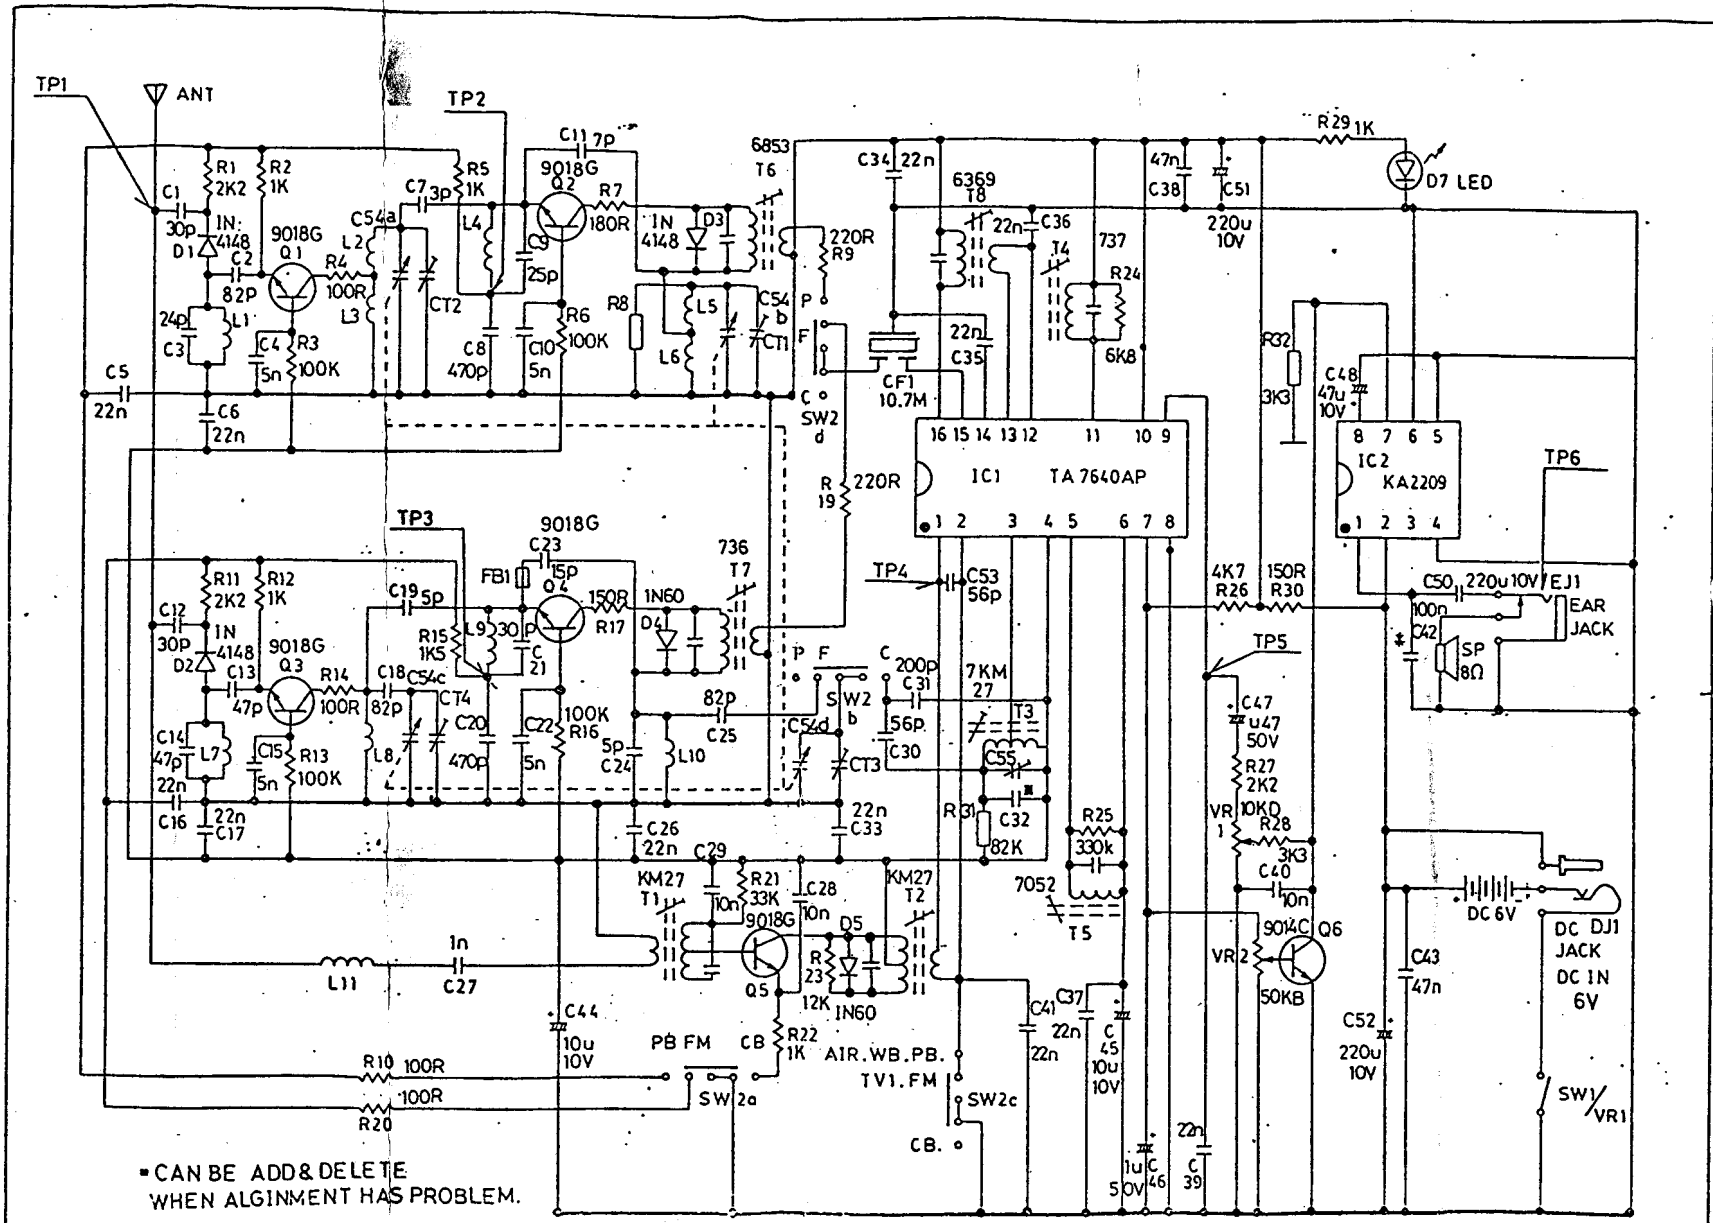 TP1
ANT
TP2
C11 7p
6853
T6
R29 1K
D7 LED
R1
2K2
R2
1K
R5
1K
C7
3p
9018G
Q2
R7
180R
1N
4148
D3
C34 22n
6369
T8
22n C36
47n
C38
C51
220u
10V
C1
30p
IN
4148
D1
C2
82p
9018G
Q1
R4
100R
C54a
L2
L3
CT2
L4
C9
25p
220R
R9
T4
737
R24
6K8
24p
C3
L1
C4
5n
R3
100K
C8
470p
C10
5n
R6
100K
R8
L5
L6
C54
b
CT1
P
F
C
SW2
d
22n
C35
CF1
10.7M
R32
3K3
C48
47u
10V
C5
22n
C6
22n
16 15 14 13 12 11 10 9
IC1 TA 7640AP
1 2 3 4 5 6 7 8
8 7 6 5
IC2
KA2209
1 2 3 4
TP6
R
19
220R
TP3
9018G
C23
15p
FB1
Q4
736
T7
TP4
C53
56p
4K7
R26
150R
R30
C50 220u 10V EJ1
EAR
JACK
100n
C42
*
SP
8Ω
R11
2K2
R12
1K
C12
30p
IN
4148
D2
C13
47p
9018G
Q3
R14
100R
C19 5p
R15
1K5
L9
30p
C
21
150R
R17
1N60
D4
TP5
P F C
SW2
b
200p
C31
56p
C30
7KM
27
T3
C55
C47
u47
50V
R27
2K2
C18
82p
C54c
CT4
C20
470p
C22
5n
100K
R16
82p
C25
C54d
CT3
C14
47p
L7
C15
5n
R13
100K
L8
5p
C24
L10
22n
C16
22n
C17
C26
22n
22n
C33
R31
82K
C32
R25
330k
VR
1
10KD
R28
3K3
C40
10n
KM27
T1
C29
10n
R21
33K
9018G
Q5
C28
10n
D5
KM27
T2
7052
T5
9014C Q6
VR2
50KB
DC 6V
DC DJ1
JACK
DC IN
6V
L11
1n
C27
R
23
12K
1N60
R22
1K
C41
22n
C37
22n
C
45
10u
10V
C43
47n
C52
220u
10V
C44
10u
10V
PB FM CB
SW2a
AIR.WB.PB.
TV1.FM
SW2c
CB.
R10 100R
100R
R20
1u C
50V 46
22n
C
39
SW1/VR1
▪CAN BE ADD & DELETE
WHEN ALGINMENT HAS PROBLEM.